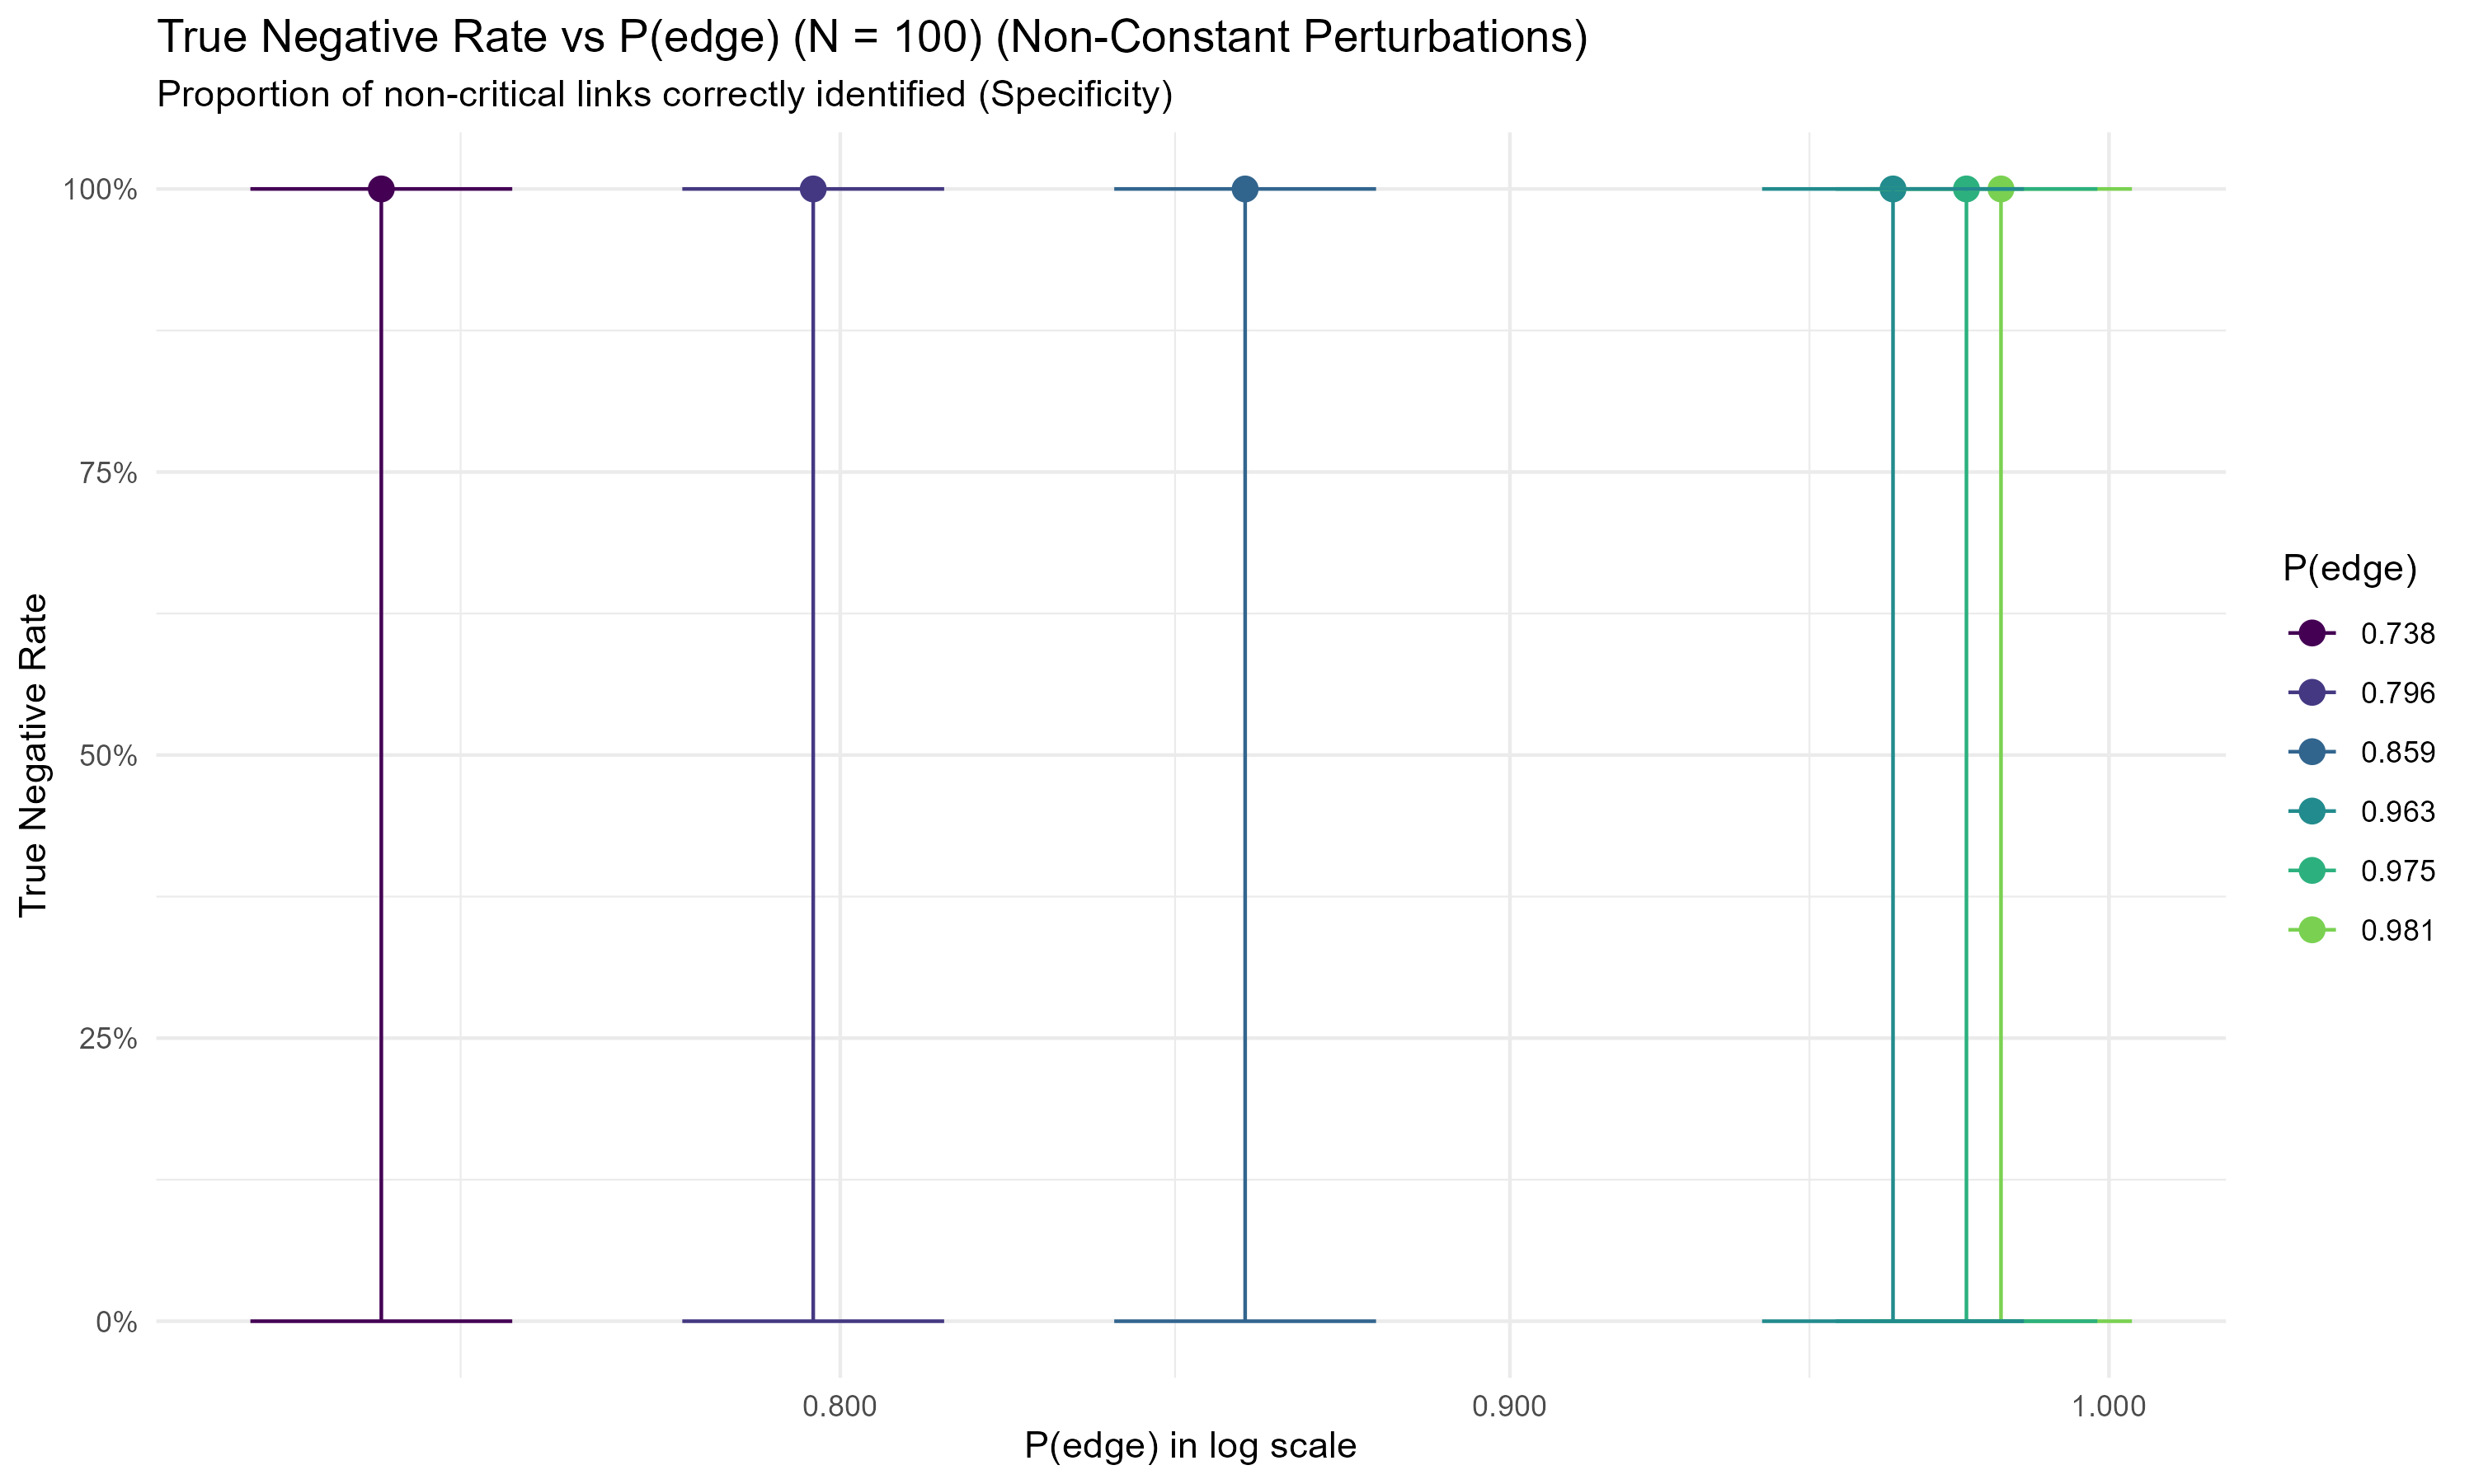 True Negative Rate vs P(edge) (N = 100) (Non-Constant Perturbations)
Proportion of non-critical links correctly identified (Specificity)
True Negative Rate
100%
75%
50%
25%
0%
0.800
0.900
1.000
P(edge) in log scale
P(edge)
0.738
0.796
0.859
0.963
0.975
0.981